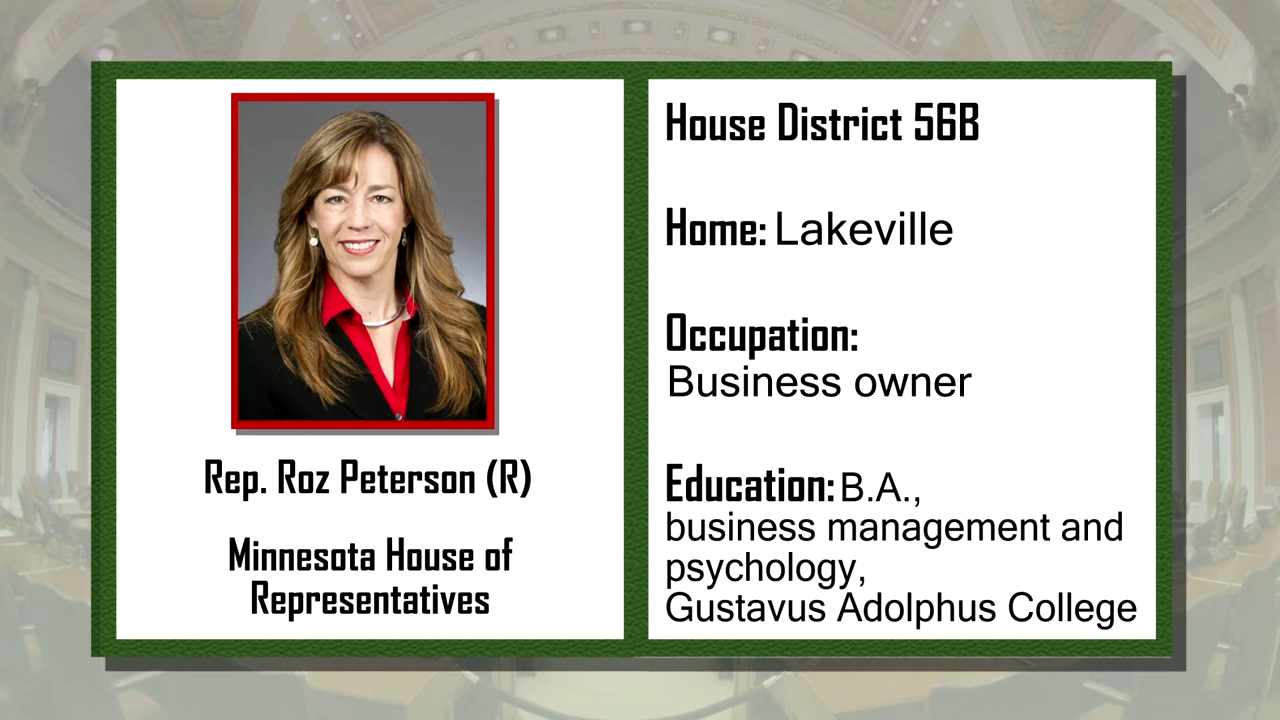 Rep. Roz Peterson (R)
Minnesota House of
Representatives
House District 56B
Home: Lakeville
Occupation:
Business owner
Education: B.A.,
business management and
psychology,
Gustavus Adolphus College